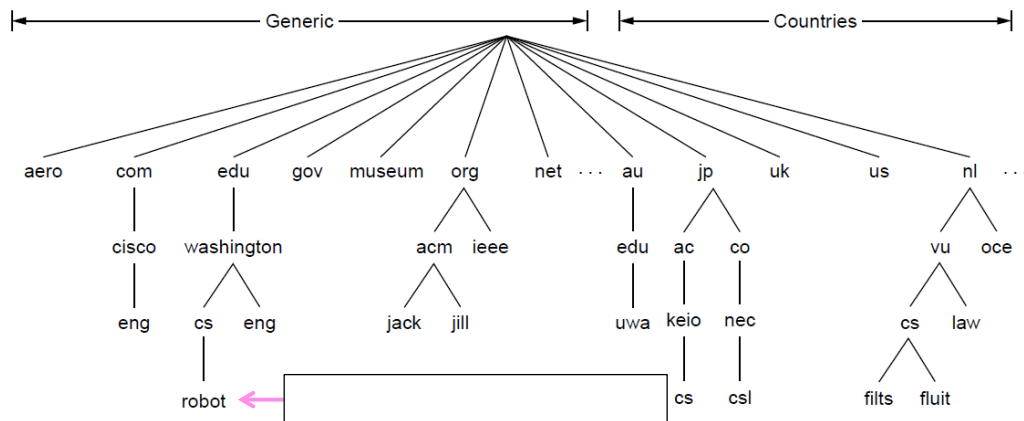 Generic Countries
aero com edu gov museum org net ... au jp uk us nl ...
cisco washington acm ieee edu ac co vu oce
eng cs eng jack jill uwa keio nec cs law
robot cs csl filts fluit